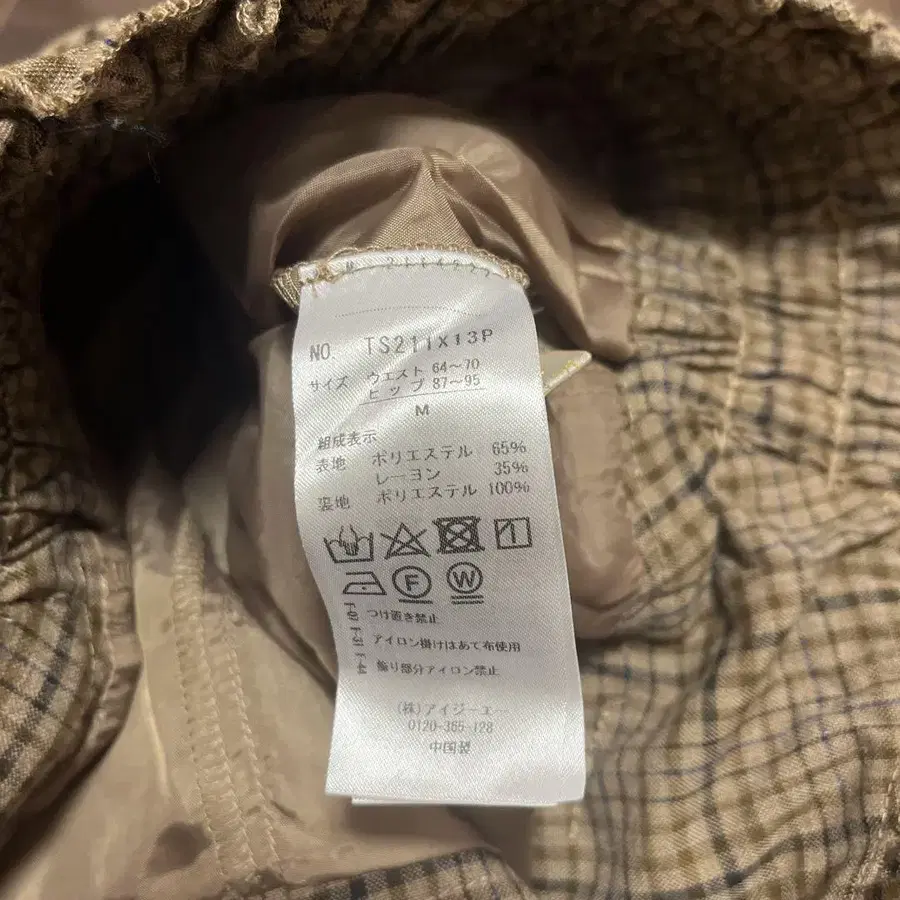 NO. TS211X13P
サイズ ウエスト 64〜70
ヒップ 87〜95
M
組成表示
表地 ポリエステル 65%
レーヨン 35%
裏地 ポリエステル 100%
F W
つけ置き禁止
アイロン掛けはあて布使用
飾り部分アイロン禁止
(株)アイジーエー
0120-365-128
中国製